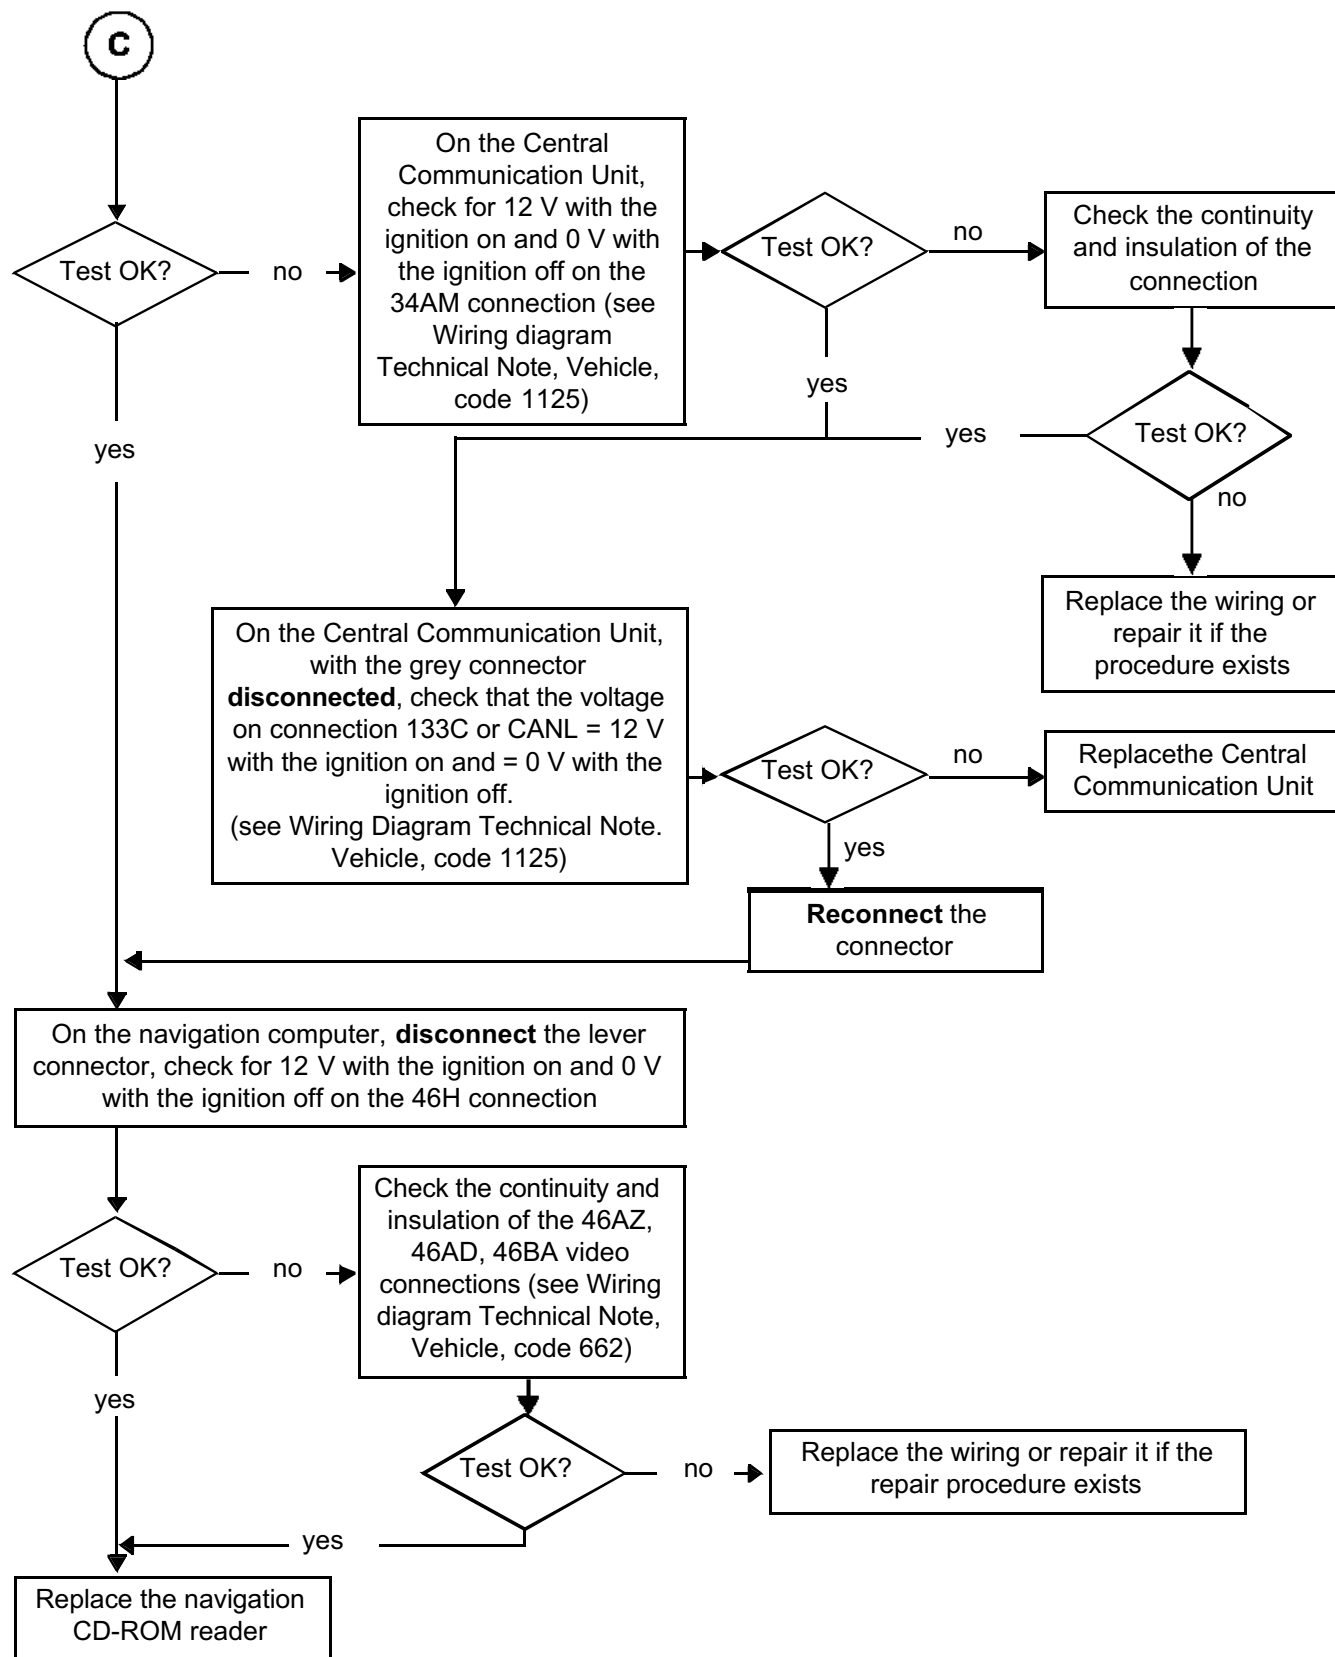 C
On the Central
Communication Unit,
check for 12 V with the
ignition on and 0 V with
the ignition off on the
34AM connection (see
Wiring diagram
Technical Note, Vehicle,
code 1125)
Test OK?
no
Test OK?
no
Check the continuity
and insulation of the
connection
yes
yes
yes
Test OK?
no
Replace the wiring or
repair it if the
procedure exists
On the Central Communication Unit,
with the grey connector
disconnected, check that the voltage
on connection 133C or CANL = 12 V
with the ignition on and = 0 V with the
ignition off.
(see Wiring Diagram Technical Note.
Vehicle, code 1125)
Test OK?
no
Replacethe Central
Communication Unit
yes
Reconnect the
connector
On the navigation computer, disconnect the lever
connector, check for 12 V with the ignition on and 0 V
with the ignition off on the 46H connection
Test OK?
no
Check the continuity and
insulation of the 46AZ,
46AD, 46BA video
connections (see Wiring
diagram Technical Note,
Vehicle, code 662)
yes
Test OK?
no
Replace the wiring or repair it if the
repair procedure exists
yes
Replace the navigation
CD-ROM reader